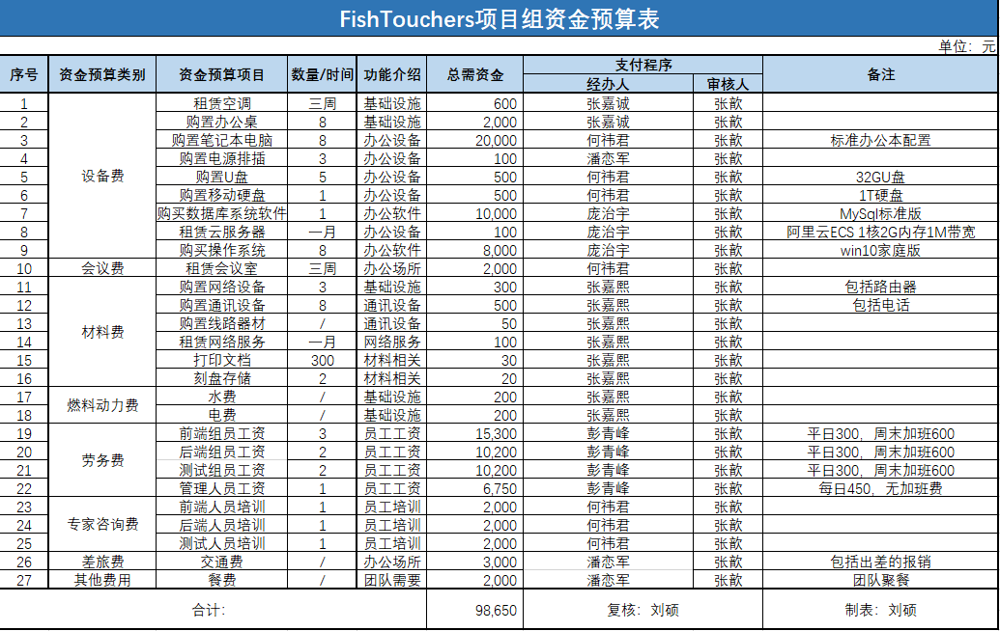 FishTouchers项目组资金预算表
单位：元
序号 资金预算类别 资金预算项目 数量/时间 功能介绍 总需资金 支付程序 备注
经办人 审核人
1 租赁空调 三周 基础设施 600 张嘉诚 张歆
2 购置办公桌 8 基础设施 2,000 张嘉诚 张歆
3 购置笔记本电脑 8 办公设备 20,000 何祎君 张歆 标准办公本配置
4 购置电源排插 3 办公设备 100 潘恋军 张歆
5 设备费 购置U盘 5 办公设备 500 何祎君 张歆 32GU盘
6 购置移动硬盘 1 办公设备 500 何祎君 张歆 1T硬盘
7 购买数据库系统软件 1 办公软件 10,000 庞治宇 张歆 MySql标准版
8 租赁云服务器 一月 办公设备 100 庞治宇 张歆 阿里云ECS 1核2G内存1M带宽
9 购买操作系统 8 办公软件 8,000 庞治宇 张歆 win10家庭版
10 会议费 租赁会议室 三周 办公场所 2,000 何祎君 张歆
11 购置网络设备 3 基础设施 300 张嘉熙 张歆 包括路由器
12 购置通讯设备 8 通讯设备 500 张嘉熙 张歆 包括电话
13 材料费 购置线路器材 / 通讯设备 50 张嘉熙 张歆
14 租赁网络服务 一月 网络服务 100 张嘉熙 张歆
15 打印文档 300 材料相关 30 张嘉熙 张歆
16 刻盘存储 2 材料相关 20 张嘉熙 张歆
17 燃料动力费 水费 / 基础设施 200 张嘉熙 张歆
18 电费 / 基础设施 200 张嘉熙 张歆
19 前端组员工资 3 员工工资 15,300 彭青峰 张歆 平日300，周末加班600
20 劳务费 后端组员工资 2 员工工资 10,200 彭青峰 张歆 平日300，周末加班600
21 测试组员工资 2 员工工资 10,200 彭青峰 张歆 平日300，周末加班600
22 管理人员工资 1 员工工资 6,750 彭青峰 张歆 每日450，无加班费
23 前端人员培训 1 员工培训 2,000 何祎君 张歆
24 专家咨询费 后端人员培训 1 员工培训 2,000 何祎君 张歆
25 测试人员培训 1 员工培训 2,000 何祎君 张歆
26 差旅费 交通费 / 办公场所 3,000 潘恋军 张歆 包括出差的报销
27 其他费用 餐费 / 团队需要 2,000 潘恋军 张歆 团队聚餐
合计： 98,650 复核：刘硕 制表：刘硕